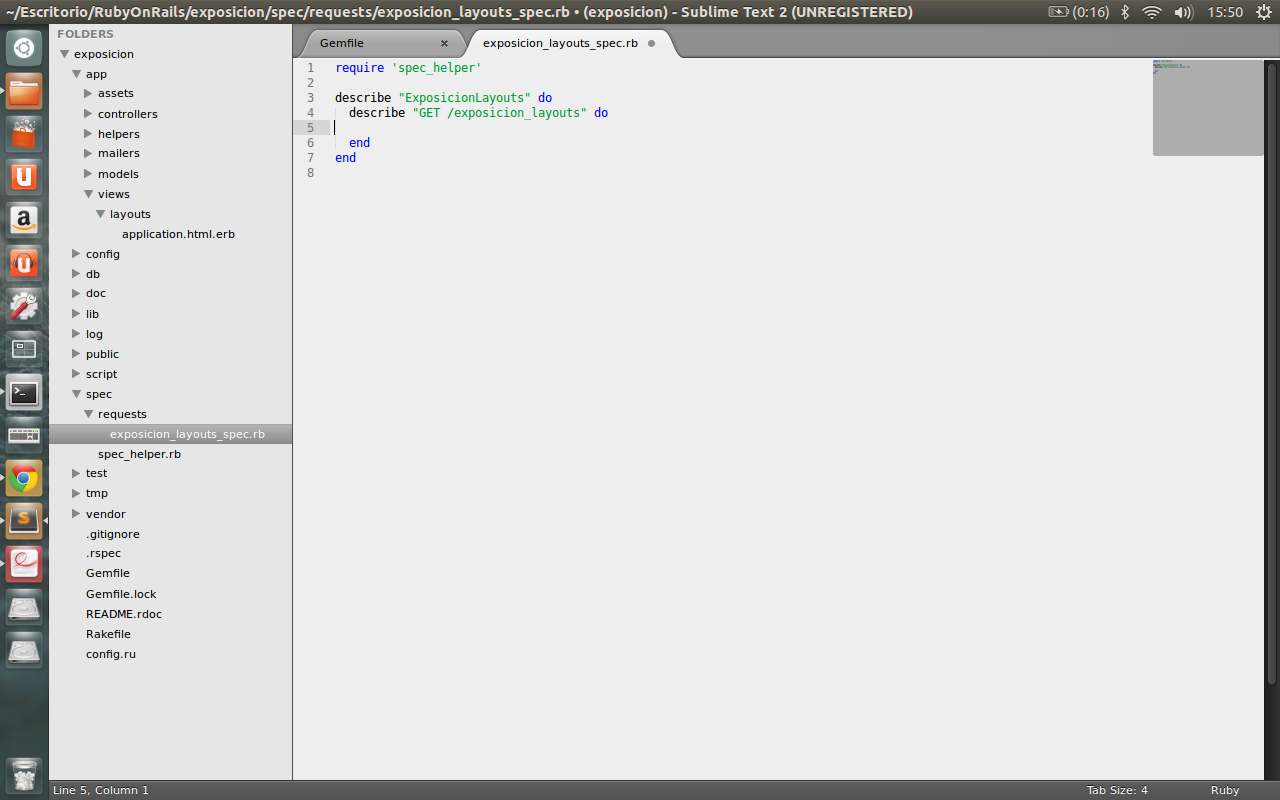 ~/Escritorio/RubyOnRails/exposicion/spec/requests/exposicion_layouts_spec.rb • (exposicion) - Sublime Text 2 (UNREGISTERED)
(0:16)
15:50
FOLDERS
exposicion
app
assets
controllers
helpers
mailers
models
views
layouts
application.html.erb
config
db
doc
lib
log
public
script
spec
requests
exposicion_layouts_spec.rb
spec_helper.rb
test
tmp
vendor
.gitignore
.rspec
Gemfile
Gemfile.lock
README.rdoc
Rakefile
config.ru
Gemfile ×
exposicion_layouts_spec.rb
1 require 'spec_helper'
2
3 describe "ExposicionLayouts" do
4 describe "GET /exposicion_layouts" do
5
6 end
7 end
8
Line 5, Column 1
Tab Size: 4
Ruby